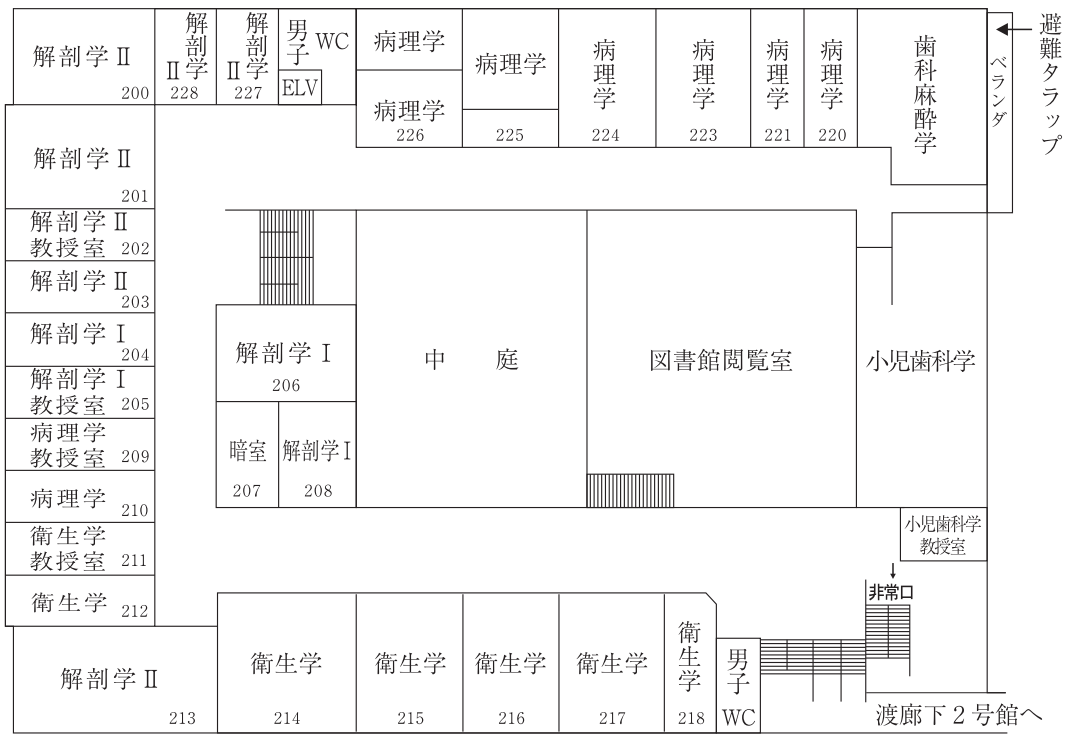 解剖学Ⅱ
200
解剖学Ⅱ
228
解剖学Ⅱ
227
男子
WC
ELV
病理学
病理学
226
病理学
225
病理学
224
病理学
223
病理学
221
病理学
220
歯科麻酔学
ベランダ
避難タラップ
解剖学Ⅱ
201
解剖学Ⅱ
教授室 202
解剖学Ⅱ
203
解剖学Ⅰ
204
解剖学Ⅰ
教授室 205
病理学
教授室 209
病理学
210
衛生学
教授室 211
衛生学 212
解剖学Ⅰ
206
暗室
207
解剖学Ⅰ
208
中庭
図書館閲覧室
小児歯科学
小児歯科学
教授室
非常口
解剖学Ⅱ
213
衛生学
214
衛生学
215
衛生学
216
衛生学
217
衛生学
218
男子
WC
渡廊下2号館へ